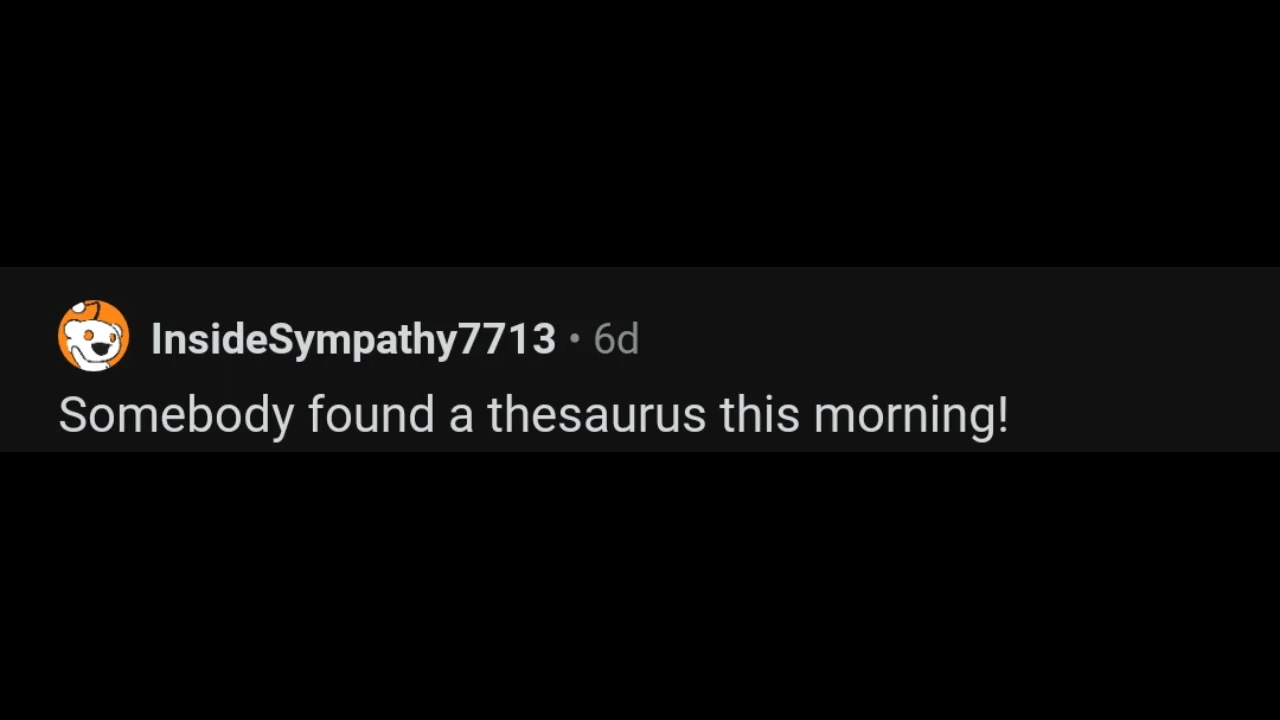 InsideSympathy7713 • 6d
Somebody found a thesaurus this morning!